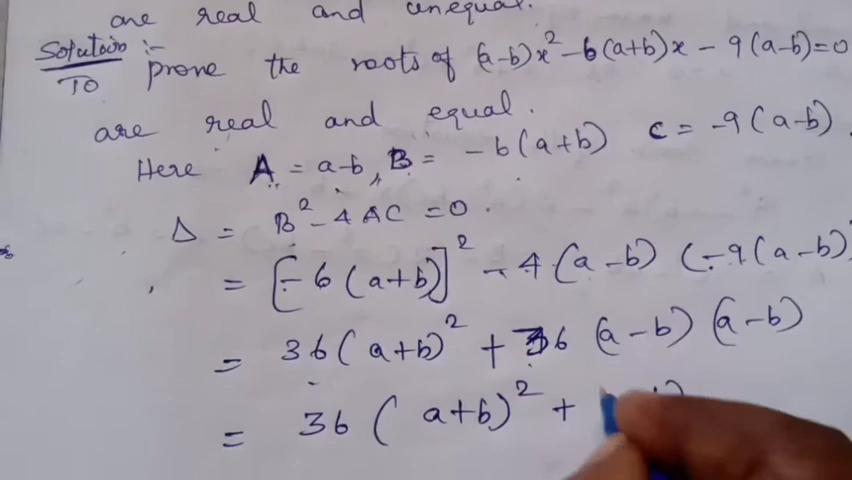 are real and unequal.
Solution :-
To prove the roots of (a-b)x²-6(a+b)x - 9(a-b)=0
are real and equal.
Here A = a-b, B = -6(a+b) C = -9(a-b).
Δ = B²- 4AC =0.
= [-6(a+b)]² - 4(a-b) (-9(a-b)
= 36(a+b)² + 36 (a-b) (a-b)
= 36 ( a+b)² +